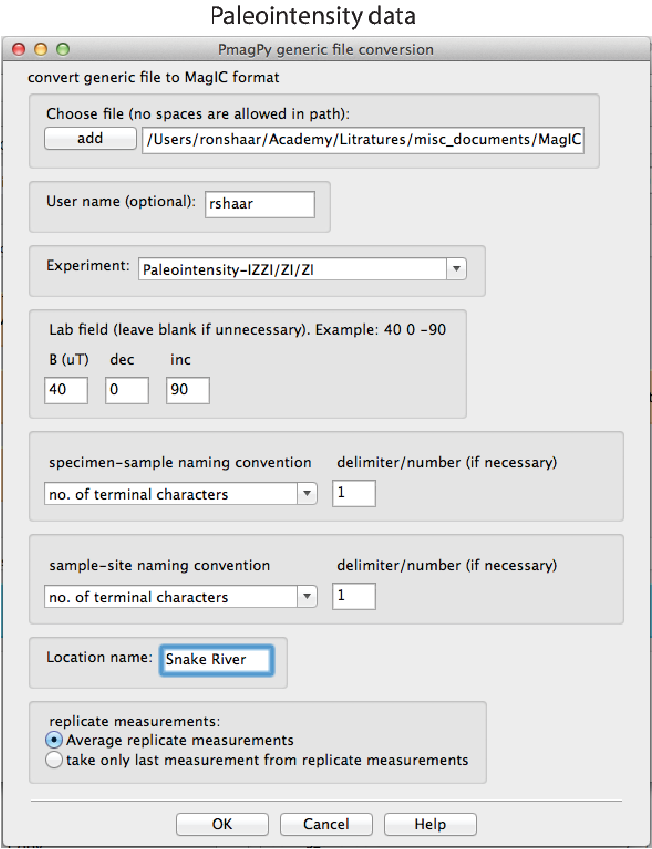 Paleointensity data
PmagPy generic file conversion
convert generic file to MagIC format
Choose file (no spaces are allowed in path):
add /Users/ronshaar/Academy/Litratures/misc_documents/MagIC
User name (optional): rshaar
Experiment: Paleointensity-IZZI/ZI/ZI
Lab field (leave blank if unnecessary). Example: 40 0 -90
B (uT) dec inc
40 0 90
specimen-sample naming convention delimiter/number (if necessary)
no. of terminal characters 1
sample-site naming convention delimiter/number (if necessary)
no. of terminal characters 1
Location name: Snake River
replicate measurements:
Average replicate measurements
take only last measurement from replicate measurements
OK Cancel Help